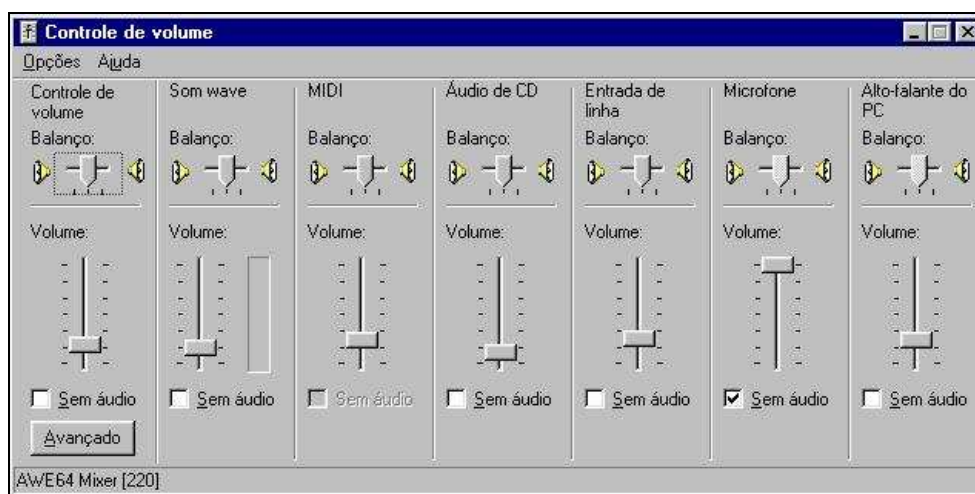 Controle de volume
Opções Ajuda
Controle de
volume
Balanço:
Volume:
Sem áudio
Avançado
Som wave
Balanço:
Volume:
Sem áudio
MIDI
Balanço:
Volume:
Sem áudio
Áudio de CD
Balanço:
Volume:
Sem áudio
Entrada de
linha
Balanço:
Volume:
Sem áudio
Microfone
Balanço:
Volume:
Sem áudio
Alto-falante do
PC
Balanço:
Volume:
Sem áudio
AWE64 Mixer [220]